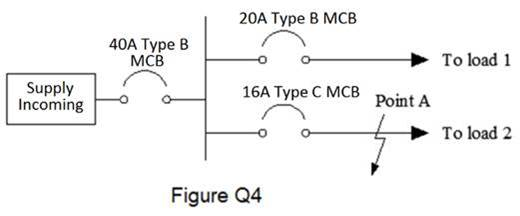 20A Type B MCB
40A Type B
MCB
To load 1
Supply
Incoming
16A Type C MCB
Point A
To load 2
Figure Q4